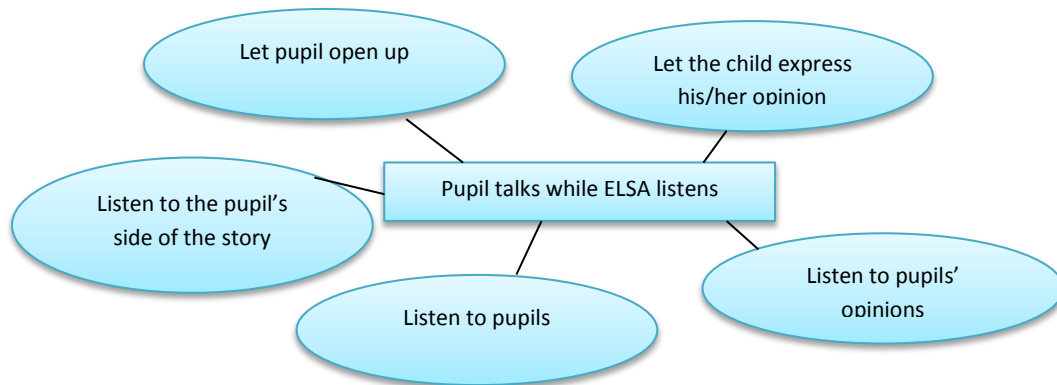 Let pupil open up
Let the child express
his/her opinion
Pupil talks while ELSA listens
Listen to the pupil’s
side of the story
Listen to pupils
Listen to pupils’
opinions